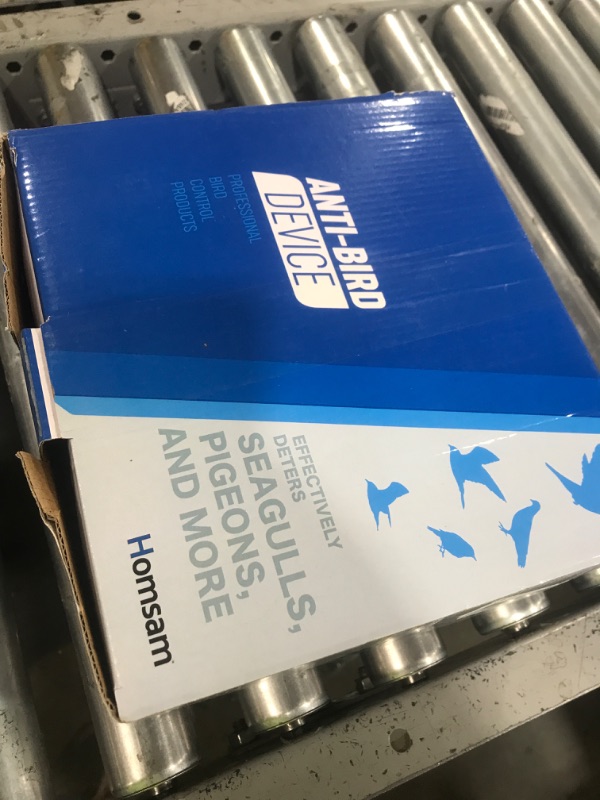 ANTI-BIRD
DEVICE
PROFESSIONAL
BIRD
CONTROL
PRODUCTS
EFFECTIVELY
DETERS
SEAGULLS,
PIGEONS,
AND MORE
Homsam